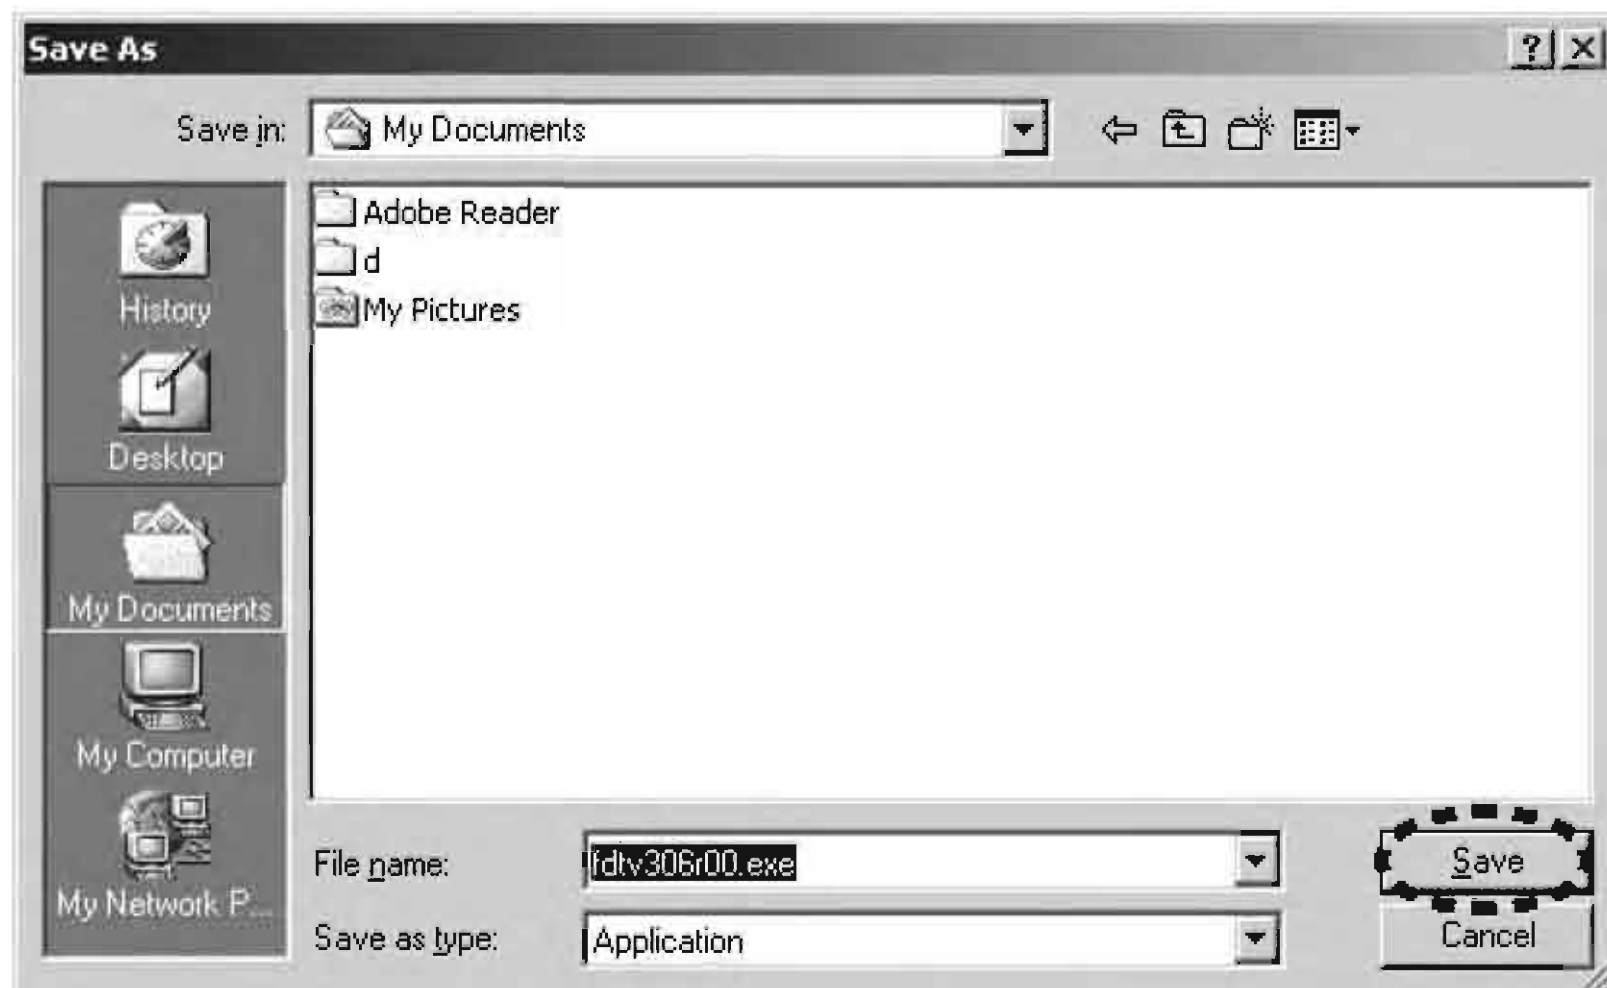 Save As
Save in: My Documents
Adobe Reader
d
My Pictures
History
Desktop
My Documents
My Computer
My Network P...
File name: fdtv306r00.exe
Save
Save as type: Application
Cancel